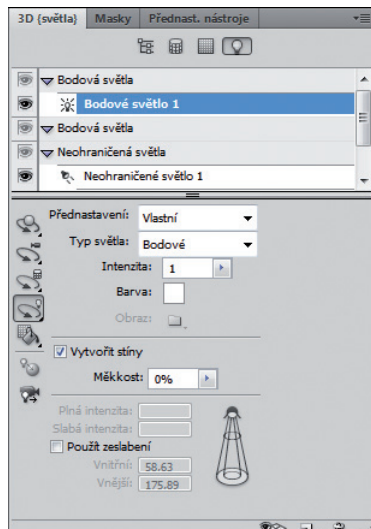 3D {světla} Masky Přednast. nástroje
Bodová světla
Bodové světlo 1
Bodová světla
Neohraničená světla
Neohraničené světlo 1
Přednastavení: Vlastní
Typ světla: Bodové
Intenzita: 1
Barva:
Obraz:
Vytvořit stíny
Měkkost: 0%
Plná intenzita:
Slabá intenzita:
Použít zeslabení
Vnitřní: 58.63
Vnější: 175.89